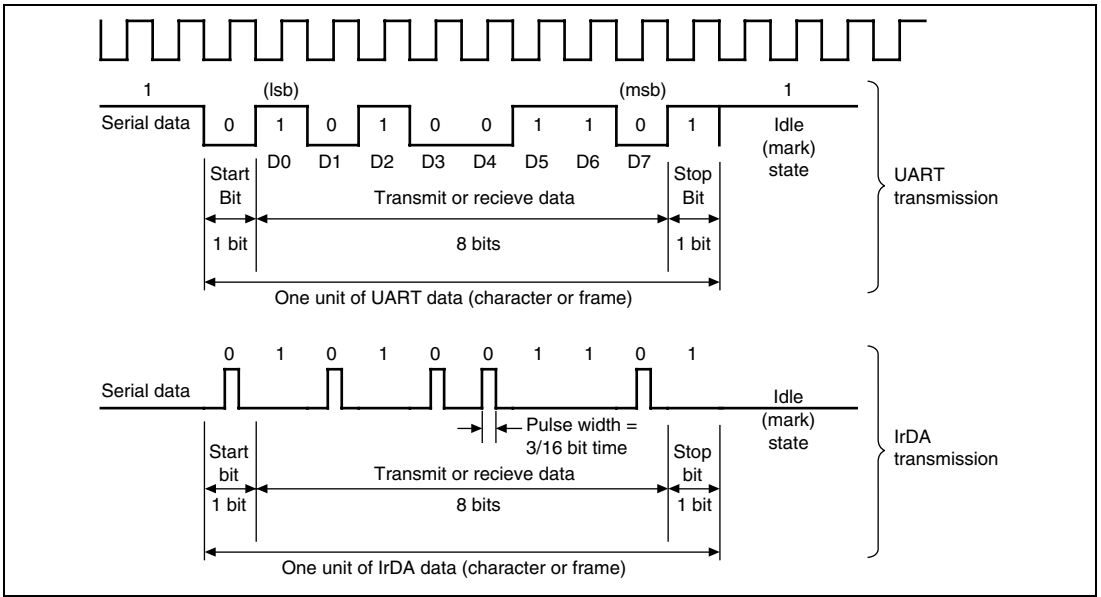 1 (lsb) (msb) 1
Serial data 0 1 0 1 0 0 1 1 0 1 Idle
(mark)
state
D0 D1 D2 D3 D4 D5 D6 D7
Start
Bit
Transmit or recieve data
Stop
Bit
UART
transmission
1 bit 8 bits 1 bit
One unit of UART data (character or frame)
0 1 0 1 0 0 1 1 0 1
Serial data
Idle
(mark)
state
Pulse width =
3/16 bit time
IrDA
transmission
Start
bit
Transmit or recieve data
Stop
bit
1 bit 8 bits 1 bit
One unit of IrDA data (character or frame)